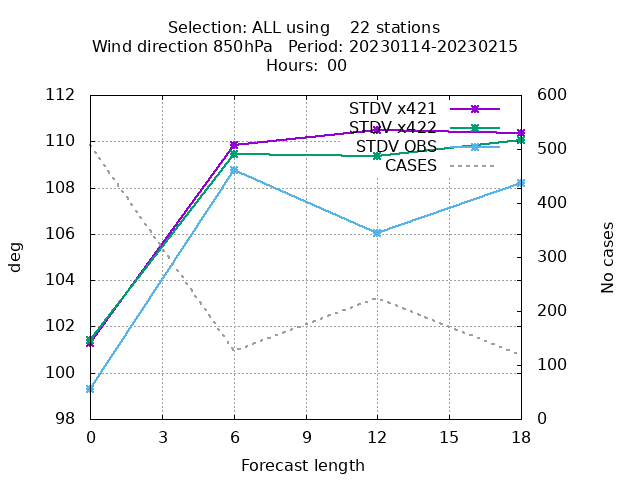 Selection: ALL using    22 stations
Wind direction 850hPa   Period: 20230114-20230215
Hours: 00
112
110
108
106
104
102
100
98
deg
600
500
400
300
200
100
0
No cases
STDV x421
STDV x422
STDV OBS
CASES
0 3 6 9 12 15 18
Forecast length